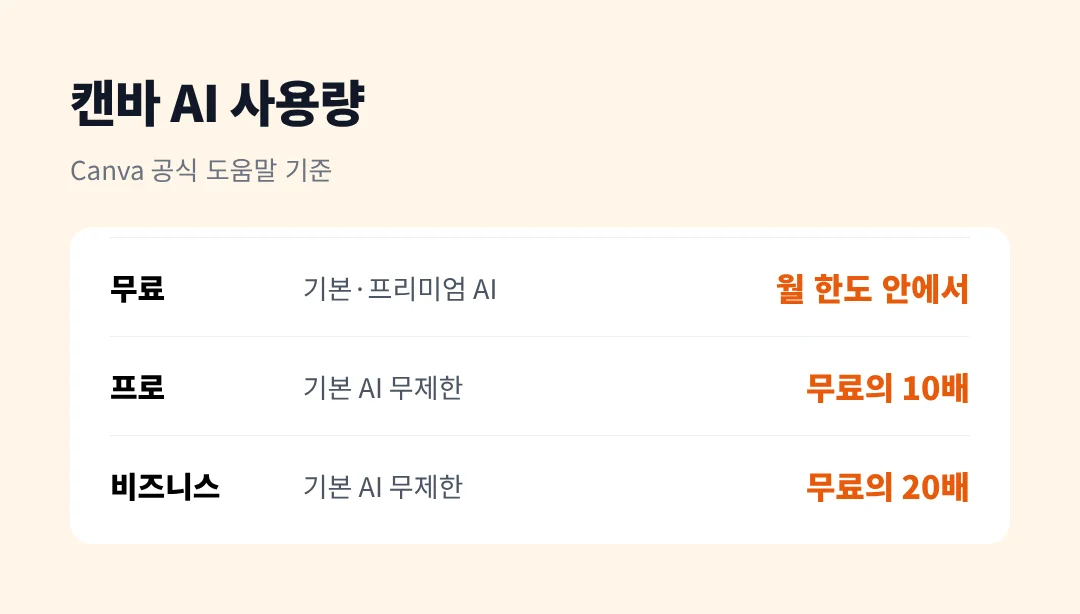 캔바 AI 사용량
Canva 공식 도움말 기준
무료 기본·프리미엄 AI 월 한도 안에서
프로 기본 AI 무제한 무료의 10배
비즈니스 기본 AI 무제한 무료의 20배